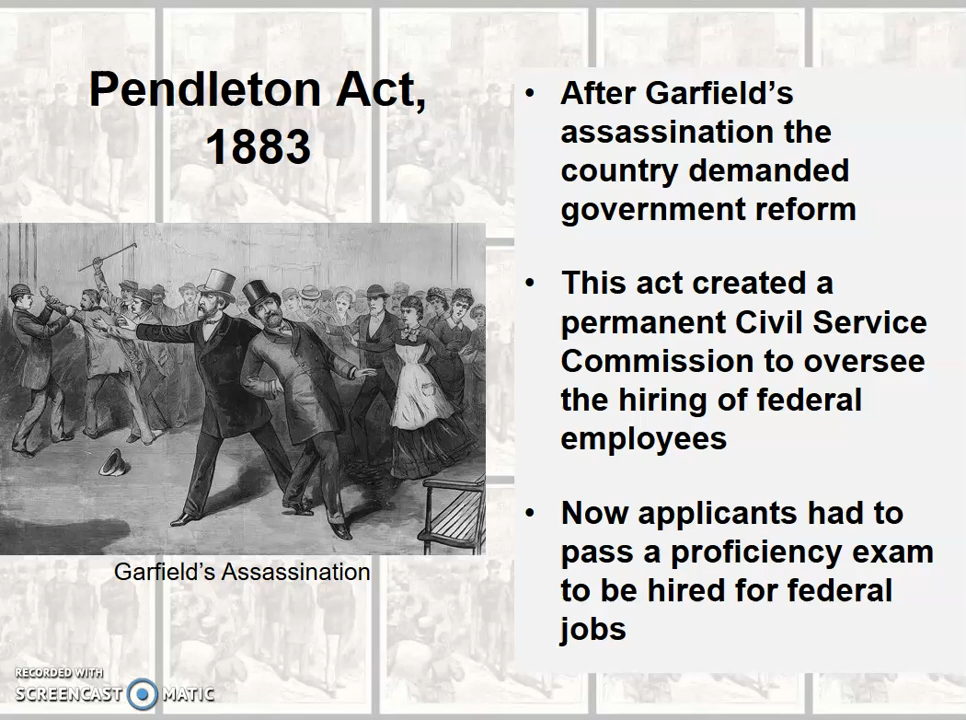 Pendleton Act,
1883
• After Garfield’s
assassination the
country demanded
government reform
• This act created a
permanent Civil Service
Commission to oversee
the hiring of federal
employees
• Now applicants had to
pass a proficiency exam
to be hired for federal
jobs
Garfield’s Assassination
RECORDED WITH
SCREENCAST MATIC